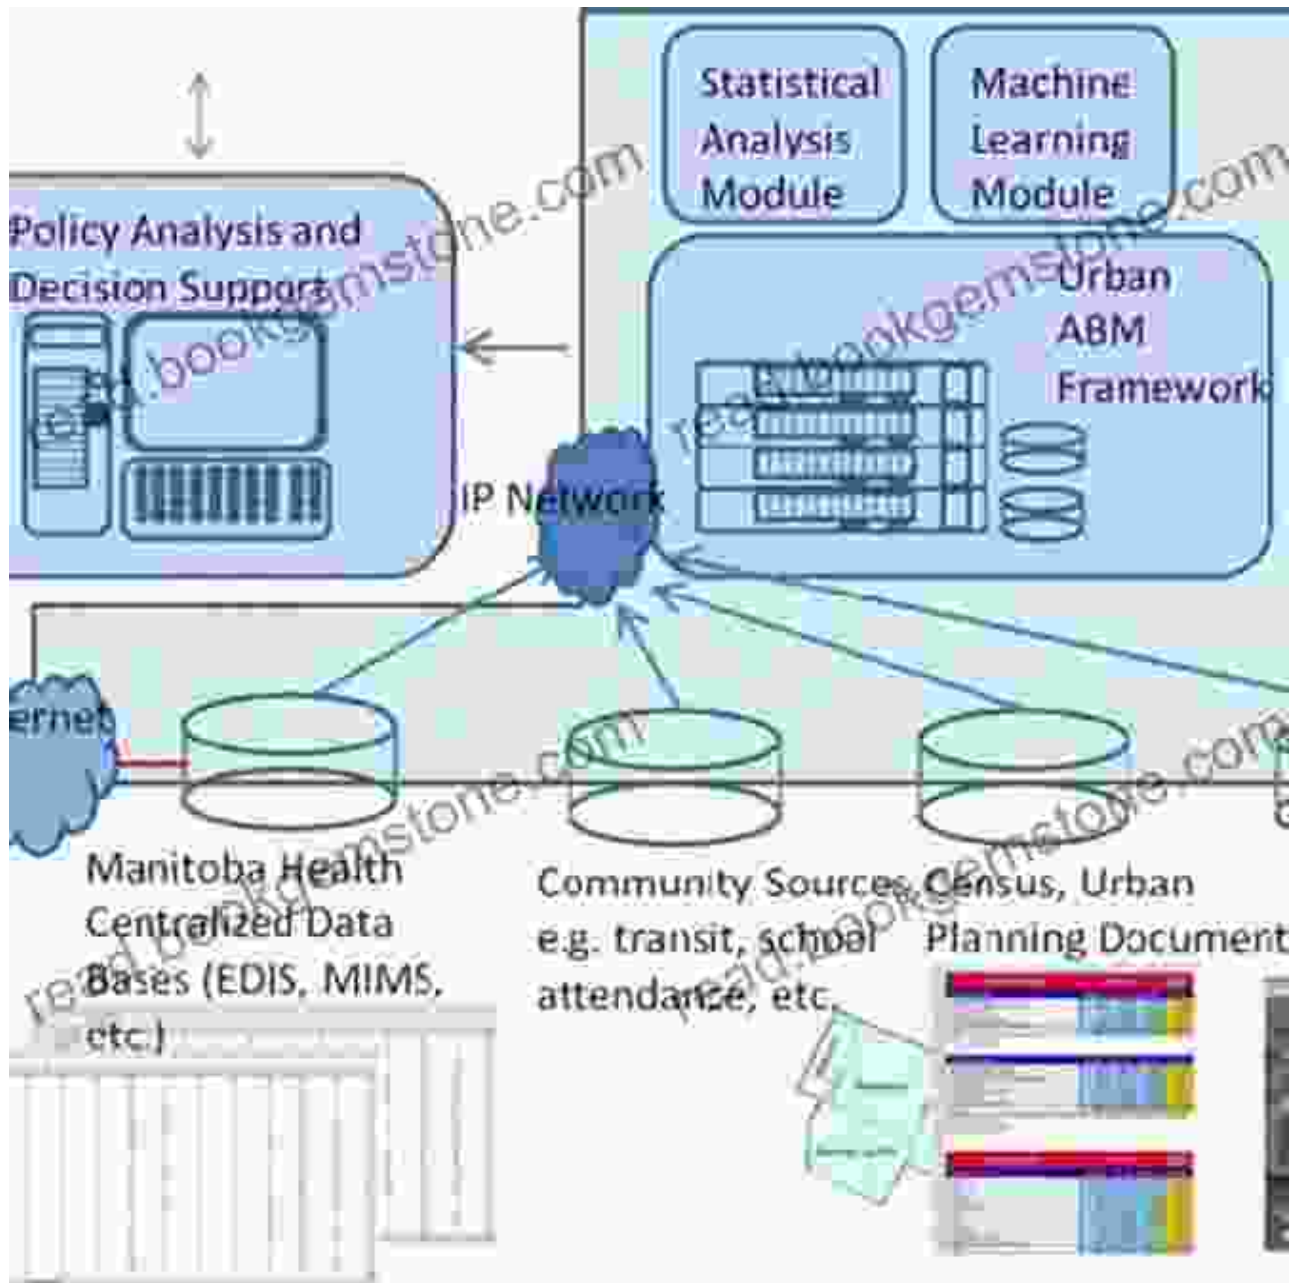 Statistical
Analysis
Module
Machine
Learning
Module
Policy Analysis and
Decision Support
Urban
ABM
Framework
IP Network
ernet
Manitoba Health
Centralized Data
Bases (EDIS, MIMS,
etc.)
Community Sources,
e.g. transit, school
attendance, etc.
Census, Urban
Planning Document
read.bookgemstone.com
read.bookgemstone.com
read.bookgemstone.com
read.bookgemstone.com